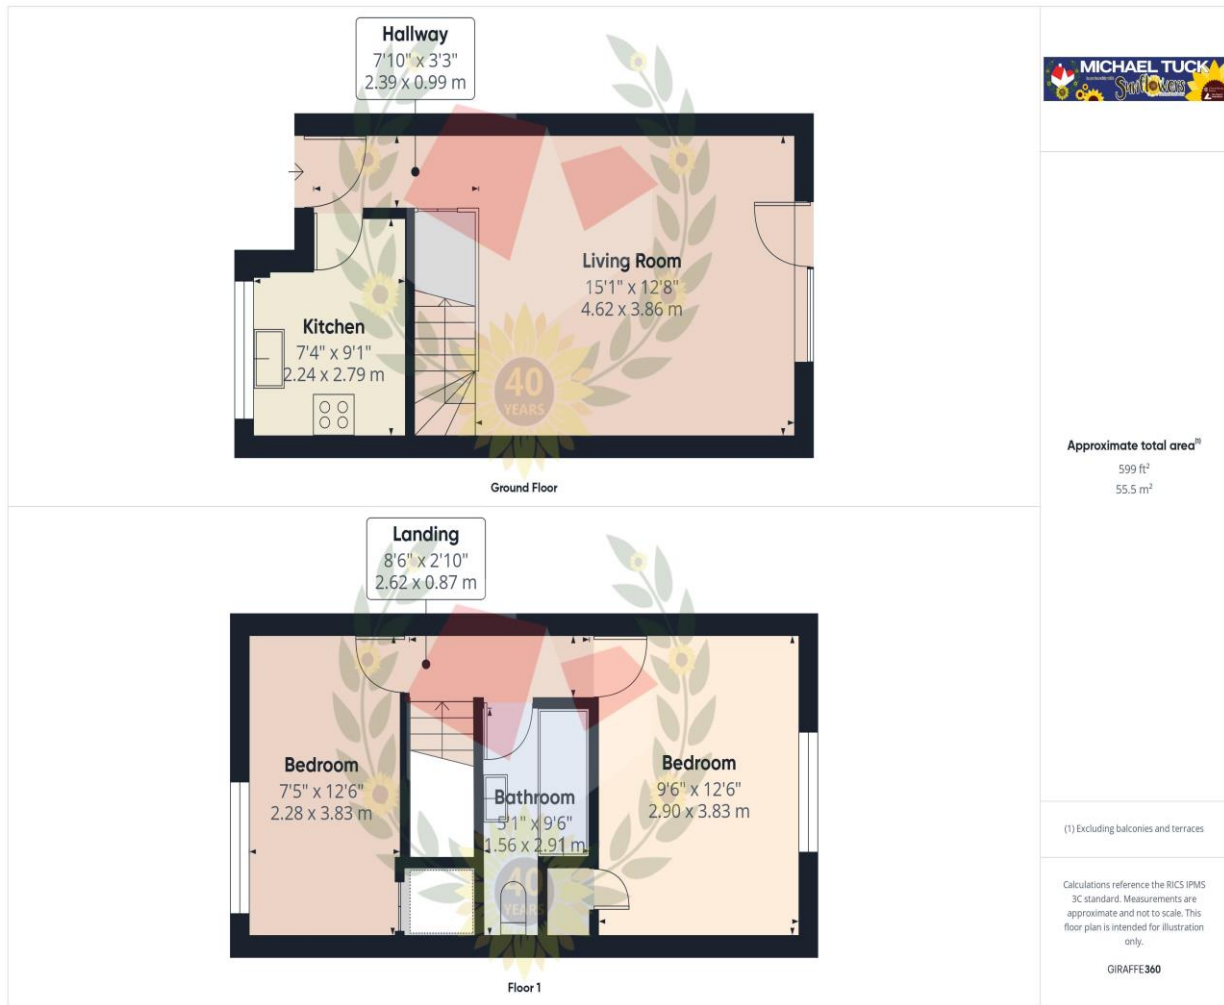 Hallway
7'10" x 3'3"
2.39 x 0.99 m
MICHAEL TUCK
Sunflowers
Living Room
15'1" x 12'8"
4.62 x 3.86 m
Kitchen
7'4" x 9'1"
2.24 x 2.79 m
40
YEARS
Ground Floor
Approximate total area(1)
599 ft²
55.5 m²
Landing
8'6" x 2'10"
2.62 x 0.87 m
Bedroom
7'5" x 12'6"
2.28 x 3.83 m
Bathroom
5'1" x 9'6"
1.56 x 2.91 m
Bedroom
9'6" x 12'6"
2.90 x 3.83 m
40
YEARS
Floor 1
(1) Excluding balconies and terraces
Calculations reference the RICS IPMS
3C standard. Measurements are
approximate and not to scale. This
floor plan is intended for illustration
only.
GIRAFFE360